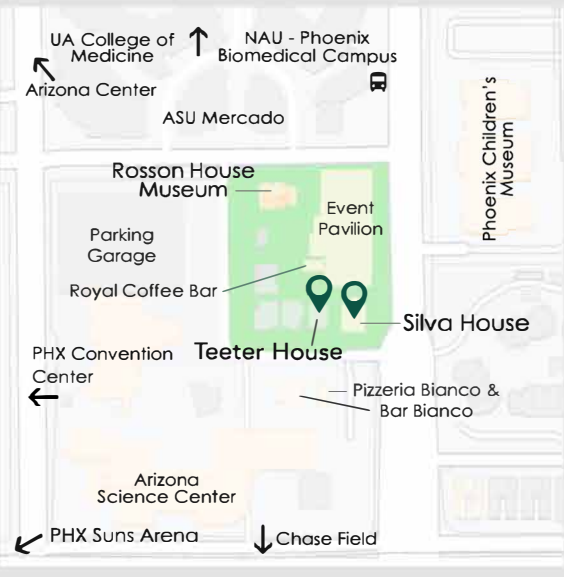 UA College of
Medicine
NAU - Phoenix
Biomedical Campus
Arizona Center
ASU Mercado
Phoenix Children's
Museum
Rosson House
Museum
Event
Pavilion
Parking
Garage
Royal Coffee Bar
Silva House
Teeter House
PHX Convention
Center
Pizzeria Bianco &
Bar Bianco
Arizona
Science Center
PHX Suns Arena
Chase Field